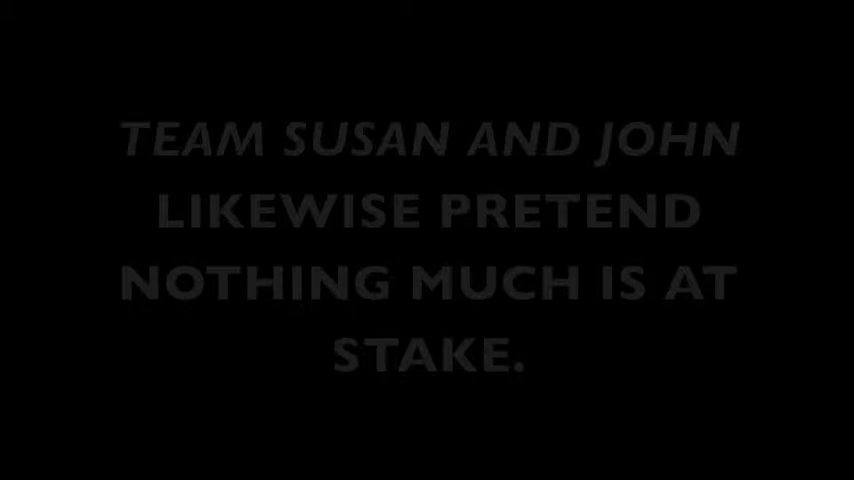 TEAM SUSAN AND JOHN
LIKEWISE PRETEND
NOTHING MUCH IS AT
STAKE.